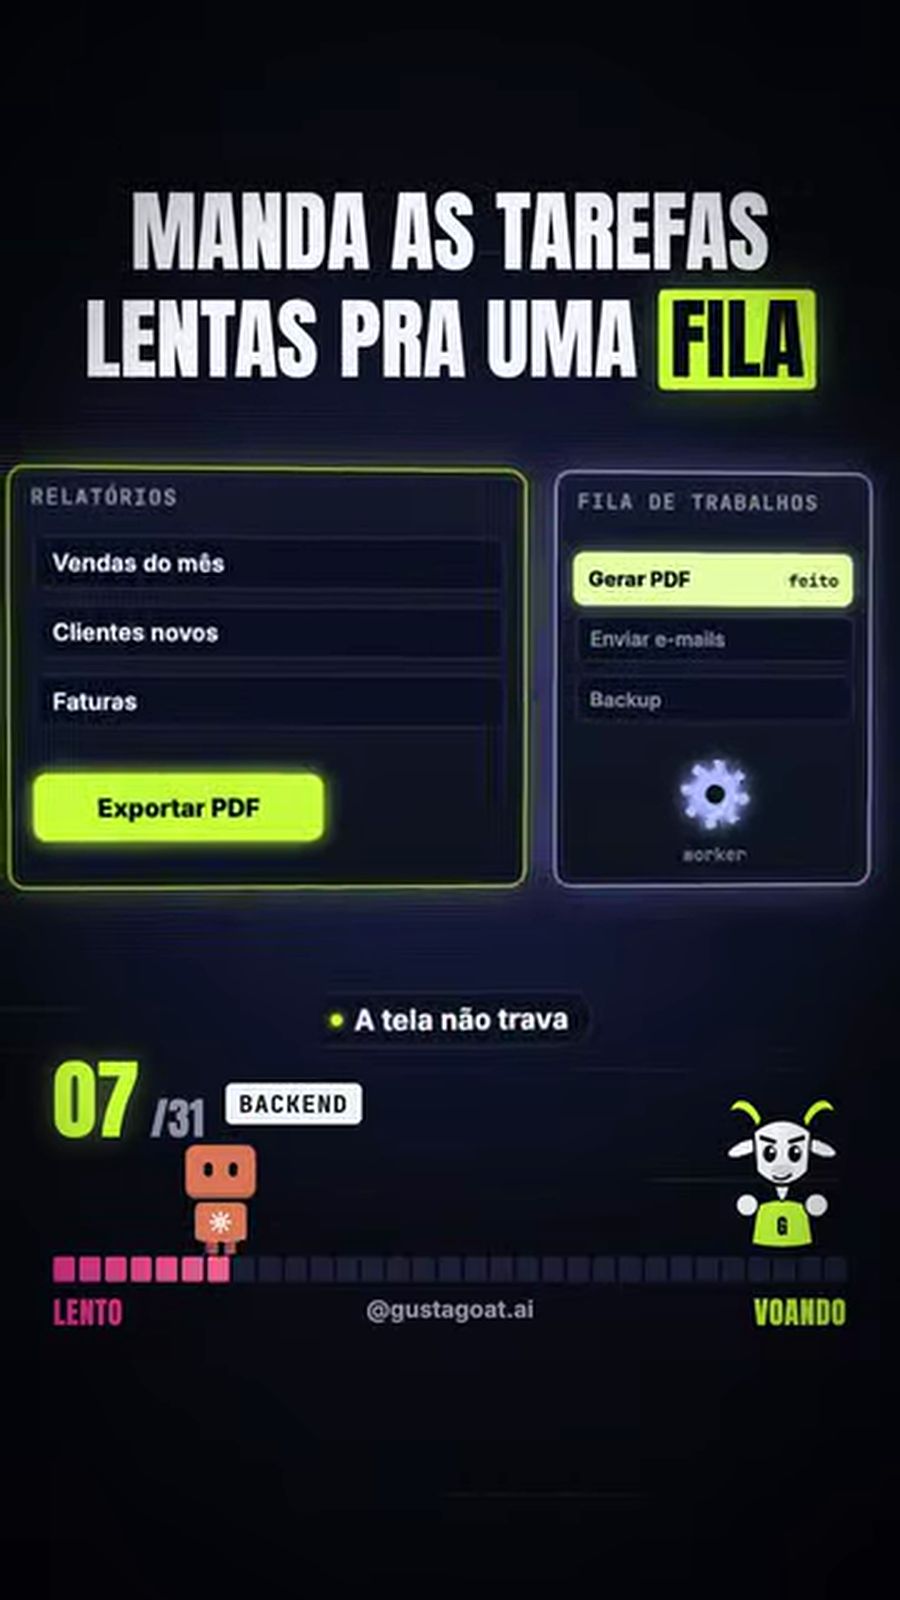 MANDA AS TAREFAS
LENTAS PRA UMA FILA
RELATÓRIOS
Vendas do mês
Clientes novos
Faturas
Exportar PDF
FILA DE TRABALHOS
Gerar PDF feito
Enviar e-mails
Backup
worker
A tela não trava
07 /31 BACKEND
G
LENTO @gustagoat.ai VOANDO